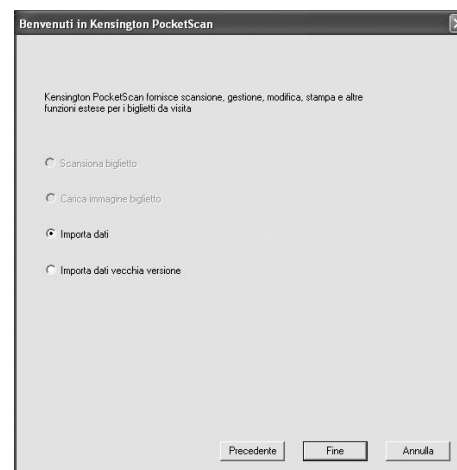 Benvenuti in Kensington PocketScan
Kensington PocketScan fornisce scansione, gestione, modifica, stampa e altre
funzioni estese per i biglietti da visita
Scansiona biglietto
Carica immagine biglietto
Importa dati
Importa dati vecchia versione
Precedente
Fine
Annulla